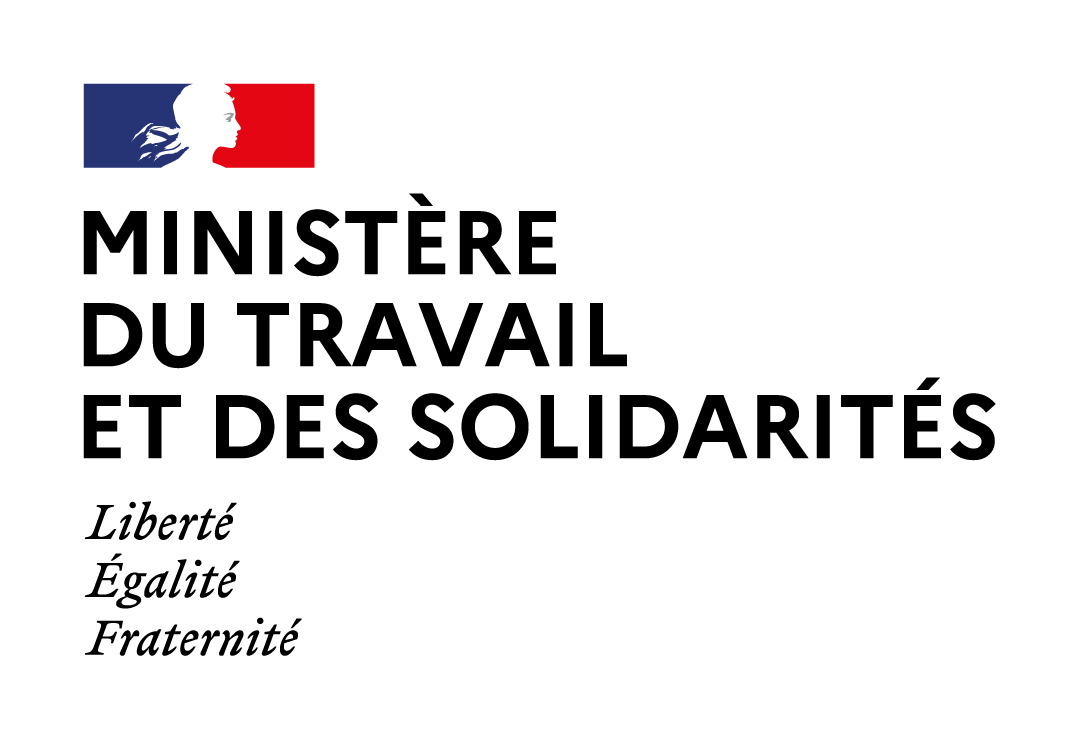 MINISTÈRE
DU TRAVAIL
ET DES SOLIDARITÉS
Liberté
Égalité
Fraternité